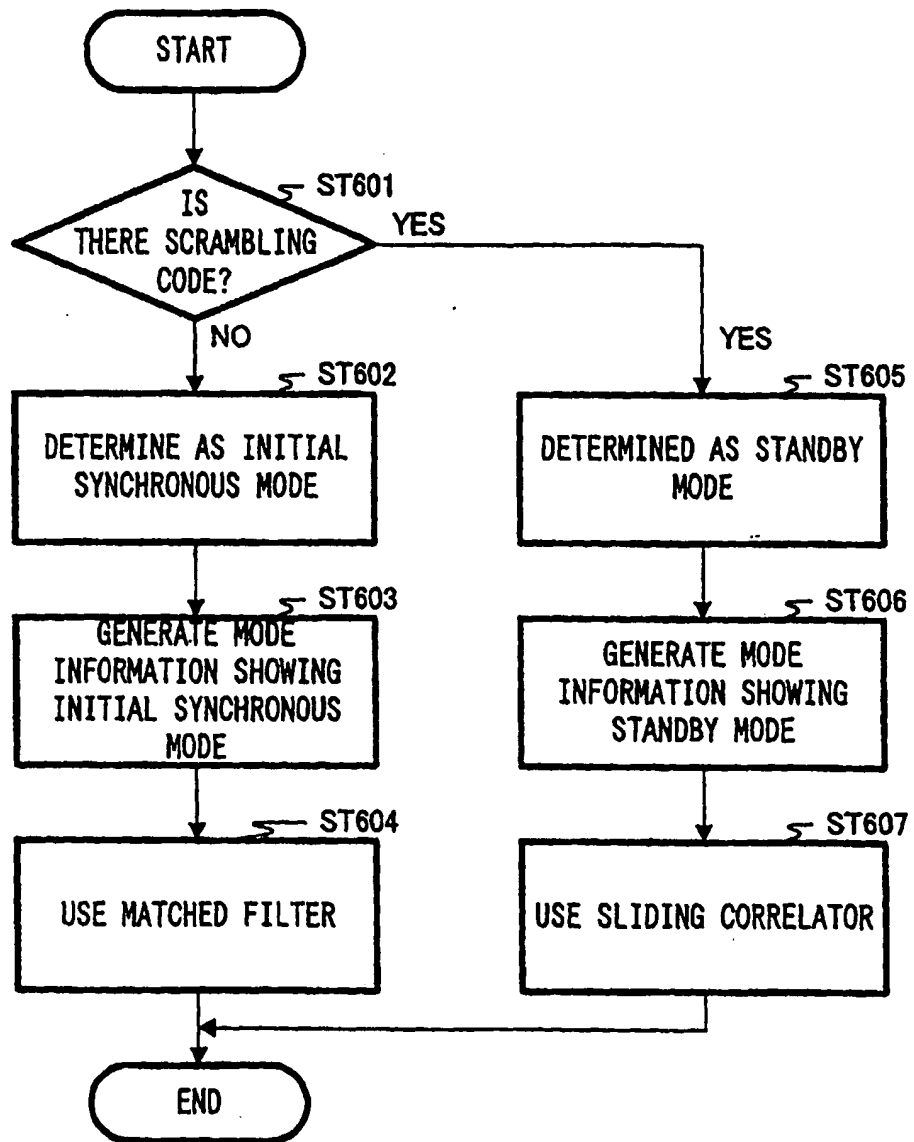 START
ST601
IS
THERE SCRAMBLING
CODE?
YES
NO
YES
ST602
DETERMINE AS INITIAL
SYNCHRONOUS MODE
ST605
DETERMINED AS STANDBY
MODE
ST603
GENERATE MODE
INFORMATION SHOWING
INITIAL SYNCHRONOUS
MODE
ST606
GENERATE MODE
INFORMATION SHOWING
STANDBY MODE
ST604
USE MATCHED FILTER
ST607
USE SLIDING CORRELATOR
END